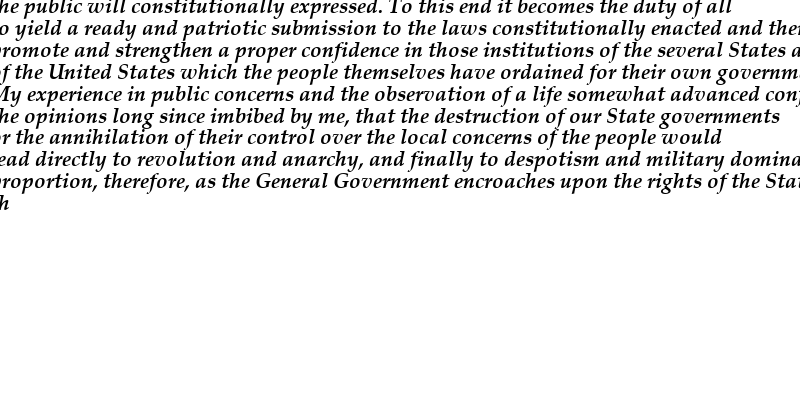 he public will constitutionally expressed. To this end it becomes the duty of all
o yield a ready and patriotic submission to the laws constitutionally enacted and ther
promote and strengthen a proper confidence in those institutions of the several States a
of the United States which the people themselves have ordained for their own governm
My experience in public concerns and the observation of a life somewhat advanced conf
he opinions long since imbibed by me, that the destruction of our State governments
or the annihilation of their control over the local concerns of the people would
ead directly to revolution and anarchy, and finally to despotism and military domina
proportion, therefore, as the General Government encroaches upon the rights of the Stat
h